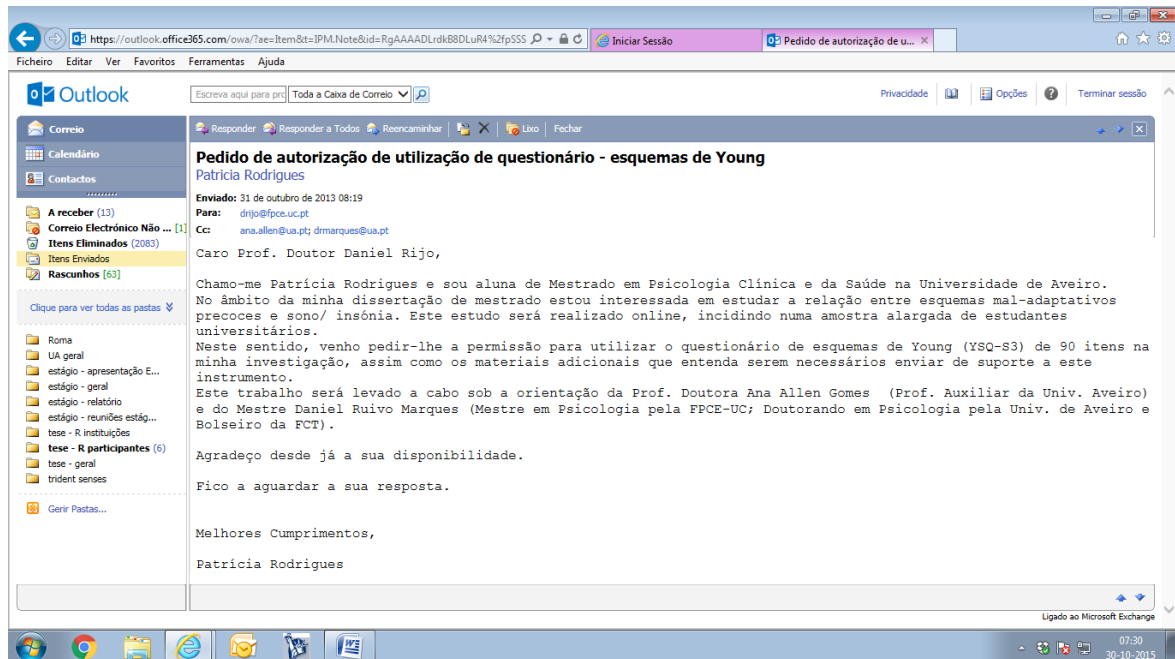 https://outlook.office365.com/owa/?ae=Item&t=IPM.Note&id=RgAAAADLrdkB8DLuR4%2fpSSS
Iniciar Sessão
Pedido de autorização de u...
Ficheiro Editar Ver Favoritos Ferramentas Ajuda
Outlook
Escreva aqui para pro
Toda a Caixa de Correio
Privacidade
Opções
Terminar sessão
Correio
Calendário
Contactos
A receber (13)
Correio Electrónico Não ... [1]
Itens Eliminados (2083)
Itens Enviados
Rascunhos [63]
Clique para ver todas as pastas
Roma
UA geral
estágio - apresentação E...
estágio - geral
estágio - relatório
estágio - reuniões estág...
tese - R instituições
tese - R participantes (6)
tese - geral
trident senses
Gerir Pastas...
Responder Responder a Todos Reencaminhar Lixo Fechar
Pedido de autorização de utilização de questionário - esquemas de Young
Patricia Rodrigues
Enviado: 31 de outubro de 2013 08:19
Para: drijo@fpce.uc.pt
Cc: ana.allen@ua.pt; drmarques@ua.pt
Caro Prof. Doutor Daniel Rijo,
Chamo-me Patrícia Rodrigues e sou aluna de Mestrado em Psicologia Clínica e da Saúde na Universidade de Aveiro.
No âmbito da minha dissertação de mestrado estou interessada em estudar a relação entre esquemas mal-adaptativos
precoces e sono/ insónia. Este estudo será realizado online, incidindo numa amostra alargada de estudantes
universitários.
Neste sentido, venho pedir-lhe a permissão para utilizar o questionário de esquemas de Young (YSQ-S3) de 90 itens na
minha investigação, assim como os materiais adicionais que entenda serem necessários enviar de suporte a este
instrumento.
Este trabalho será levado a cabo sob a orientação da Prof. Doutora Ana Allen Gomes (Prof. Auxiliar da Univ. Aveiro)
e do Mestre Daniel Ruivo Marques (Mestre em Psicologia pela FPCE-UC; Doutorando em Psicologia pela Univ. de Aveiro e
Bolseiro da FCT).
Agradeço desde já a sua disponibilidade.
Fico a aguardar a sua resposta.
Melhores Cumprimentos,
Patrícia Rodrigues
Ligado ao Microsoft Exchange
07:30
30-10-2015